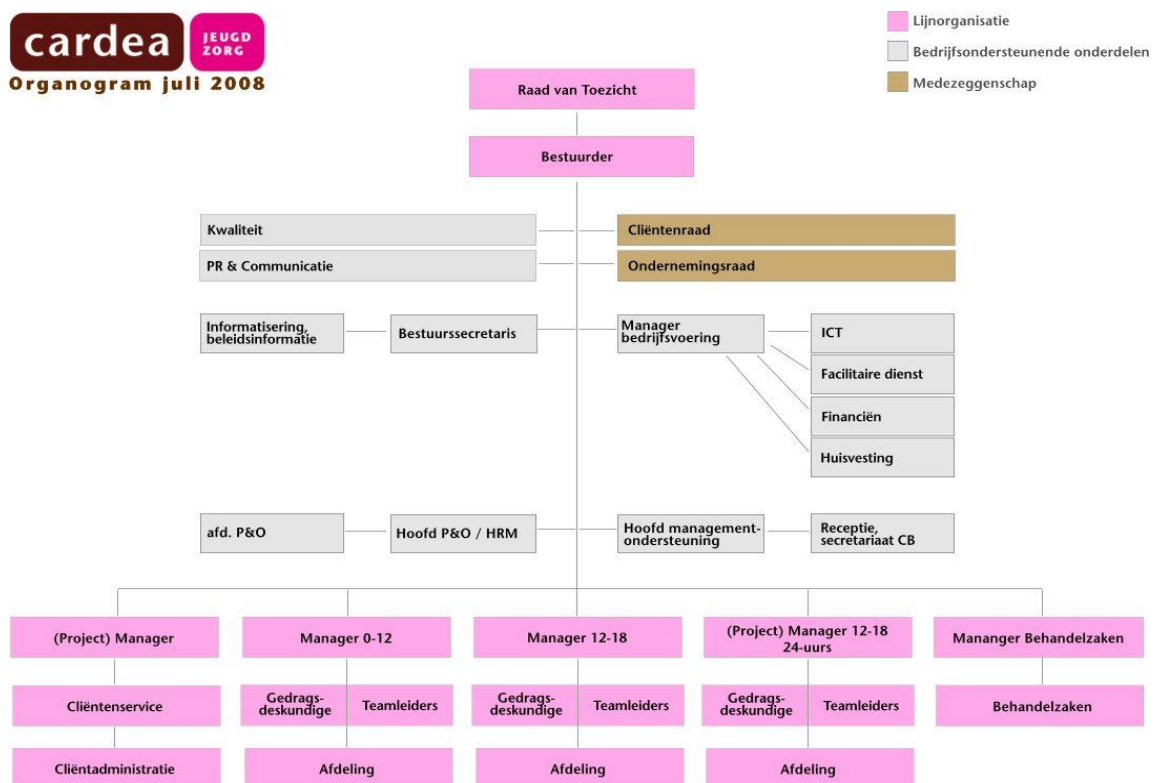 cardea
JEUGD
ZORG
Organogram juli 2008
Lijnorganisatie
Bedrijfsondersteunende onderdelen
Medezeggenschap
Raad van Toezicht
Bestuurder
Kwaliteit
Cliëntenraad
PR & Communicatie
Ondernemingsraad
Informatisering,
beleidsinformatie
Bestuurssecretaris
Manager
bedrijfsvoering
ICT
Facilitaire dienst
Financiën
Huisvesting
afd. P&O
Hoofd P&O / HRM
Hoofd management-
ondersteuning
Receptie,
secretariaat CB
(Project) Manager
Manager 0-12
Manager 12-18
(Project) Manager 12-18
24-uurs
Mananger Behandelzaken
Cliëntenservice
Gedrags-
deskundige
Teamleiders
Gedrags-
deskundige
Teamleiders
Gedrags-
deskundige
Teamleiders
Behandelzaken
Cliëntadministratie
Afdeling
Afdeling
Afdeling